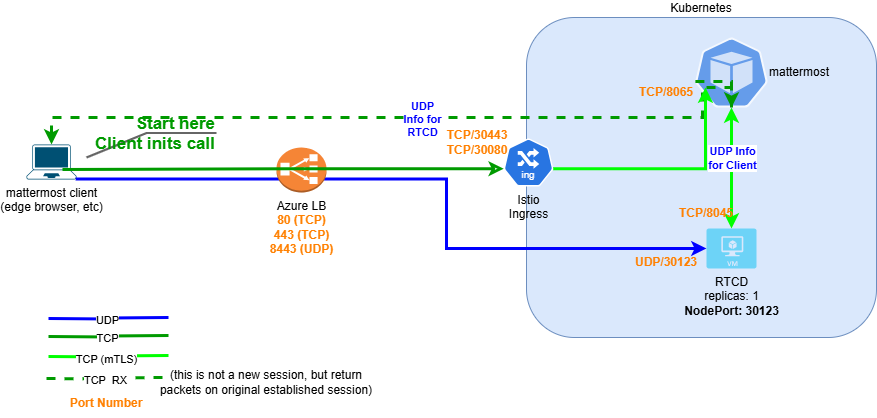 Kubernetes
mattermost
TCP/8065
UDP
Info for
RTCD
Start here
Client inits call
TCP/30443
TCP/30080
UDP Info
for Client
ing
mattermost client
(edge browser, etc)
Azure LB
80 (TCP)
443 (TCP)
8443 (UDP)
Istio
Ingress
TCP/8045
UDP/30123
VM
RTCD
replicas: 1
NodePort: 30123
UDP
TCP
TCP (mTLS)
TCP RX
(this is not a new session, but return
packets on original established session)
Port Number